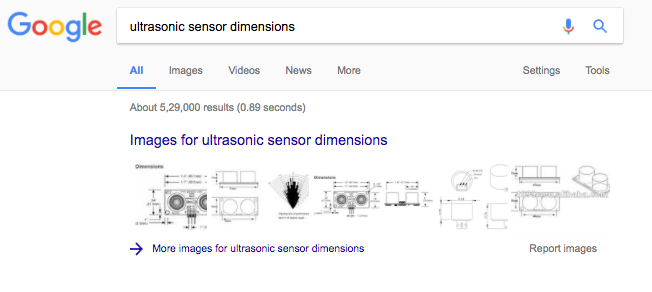 Google
ultrasonic sensor dimensions
All Images Videos News More Settings Tools
About 5,29,000 results (0.89 seconds)
Images for ultrasonic sensor dimensions
Dimensions
Dimensions
More images for ultrasonic sensor dimensions Report images